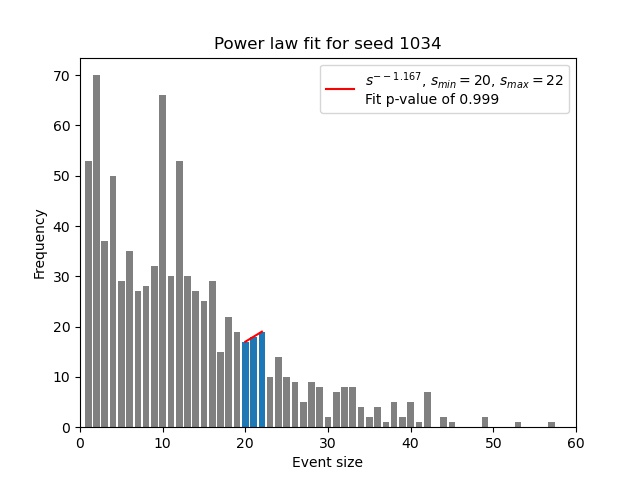 Power law fit for seed 1034
s^{--1.167}, s_{min} = 20, s_{max} = 22
Fit p-value of 0.999
Frequency
70
60
50
40
30
20
10
0
0 10 20 30 40 50 60
Event size